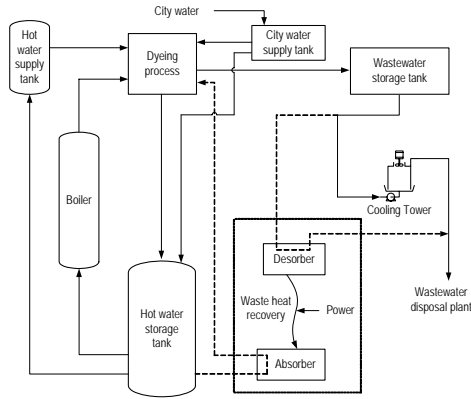 City water
Hot
water
supply
tank
Dyeing
process
City water
supply tank
Wastewater
storage tank
Boiler
Cooling Tower
Desorber
Waste heat
recovery
Power
Wastewater
disposal plant
Hot water
storage
tank
Absorber